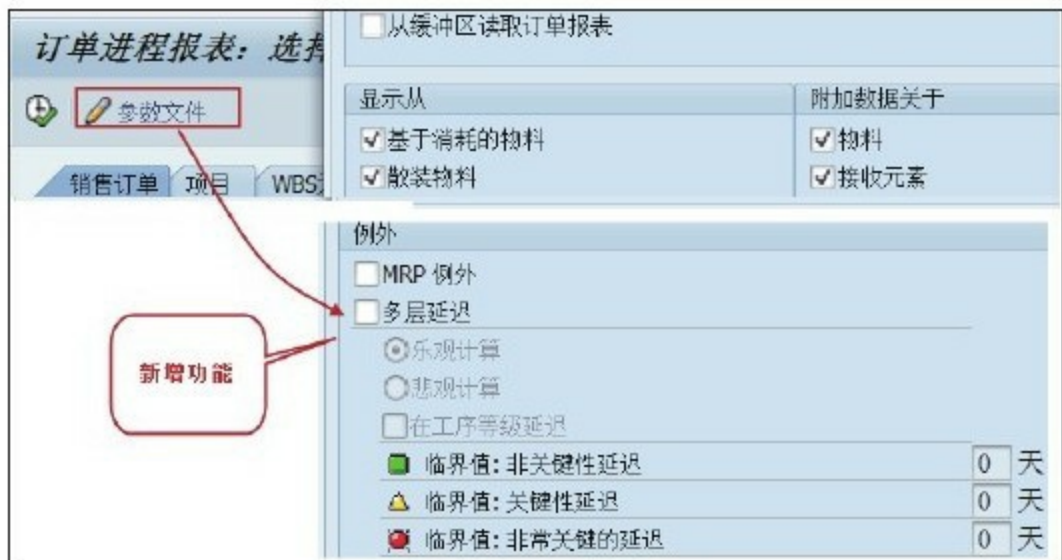 订单进程报表: 选择
参数文件
销售订单 项目 WBS元
从缓冲区读取订单报表
显示从 附加数据关于
基于消耗的物料 物料
散装物料 接收元素
例外
MRP 例外
多层延迟
乐观计算
悲观计算
在工序等级延迟
临界值: 非关键性延迟 0 天
临界值: 关键性延迟 0 天
临界值: 非常关键的延迟 0 天
新增功能